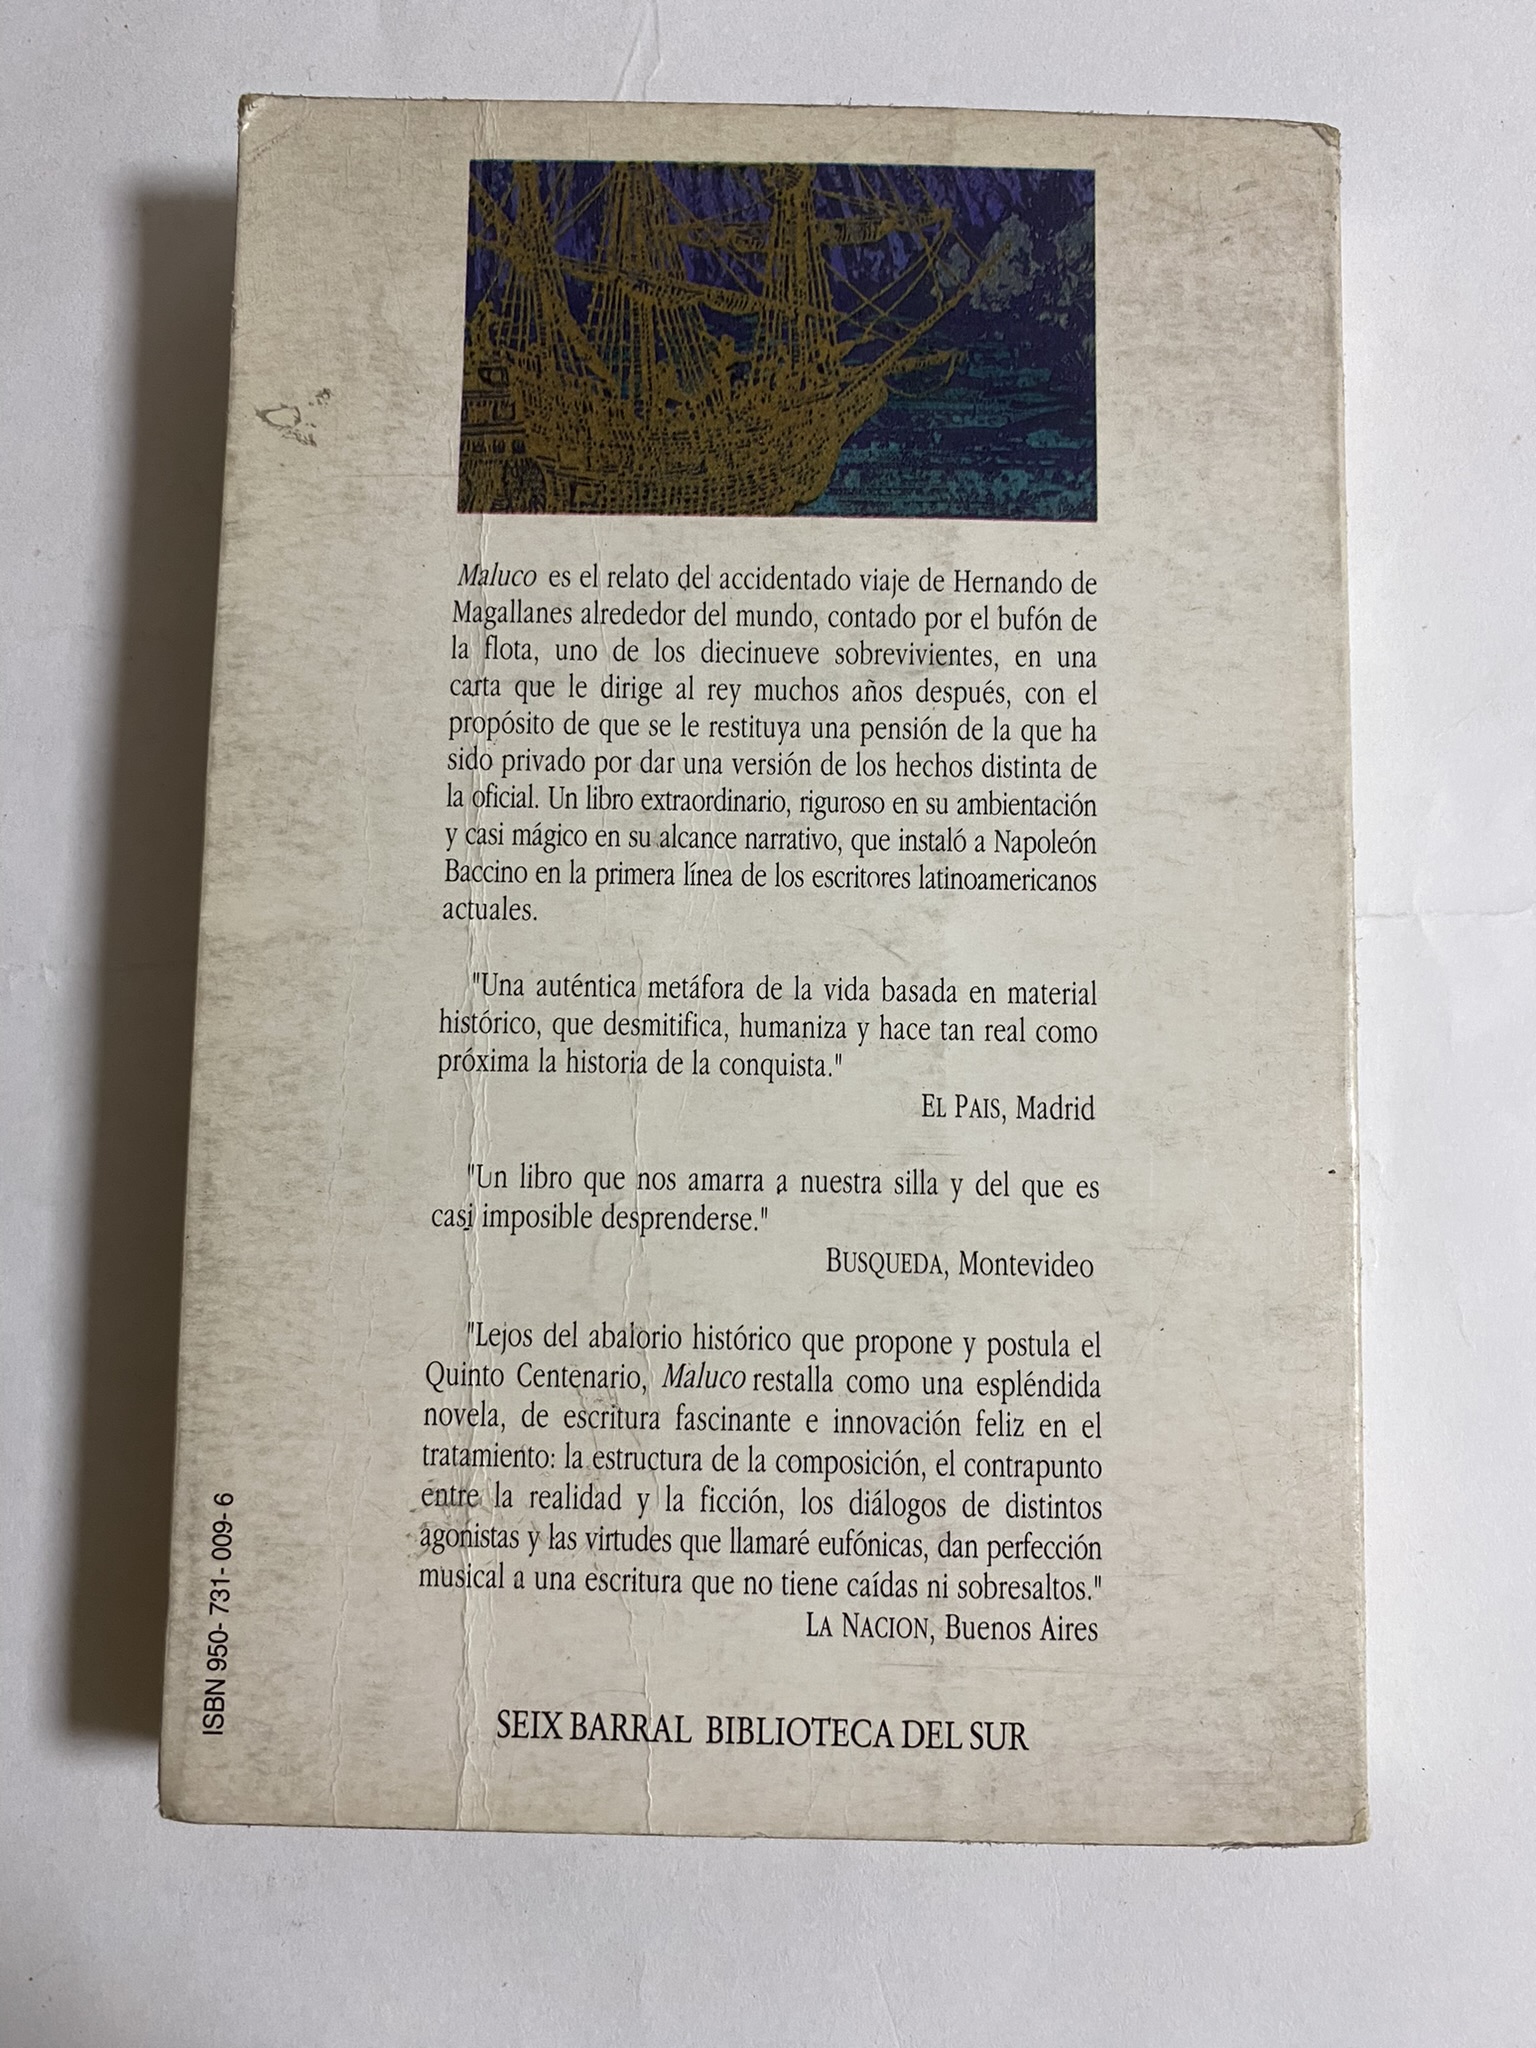 Maluco es el relato del accidentado viaje de Hernando de
Magallanes alrededor del mundo, contado por el bufón de
la flota, uno de los diecinueve sobrevivientes, en una
carta que le dirige al rey muchos años después, con el
propósito de que se le restituya una pensión de la que ha
sido privado por dar una versión de los hechos distinta de
la oficial. Un libro extraordinario, riguroso en su ambientación
y casi mágico en su alcance narrativo, que instaló a Napoleón
Baccino en la primera línea de los escritores latinoamericanos
actuales.
"Una auténtica metáfora de la vida basada en material
histórico, que desmitifica, humaniza y hace tan real como
próxima la historia de la conquista."
EL PAIS, Madrid
"Un libro que nos amarra a nuestra silla y del que es
casi imposible desprenderse."
BUSQUEDA, Montevideo
"Lejos del abalorio histórico que propone y postula el
Quinto Centenario, Maluco restalla como una espléndida
novela, de escritura fascinante e innovación feliz en el
tratamiento: la estructura de la composición, el contrapunto
entre la realidad y la ficción, los diálogos de distintos
agonistas y las virtudes que llamaré eufónicas, dan perfección
musical a una escritura que no tiene caídas ni sobresaltos."
LA NACION, Buenos Aires
SEIX BARRAL BIBLIOTECA DEL SUR
ISBN 950-731-009-6